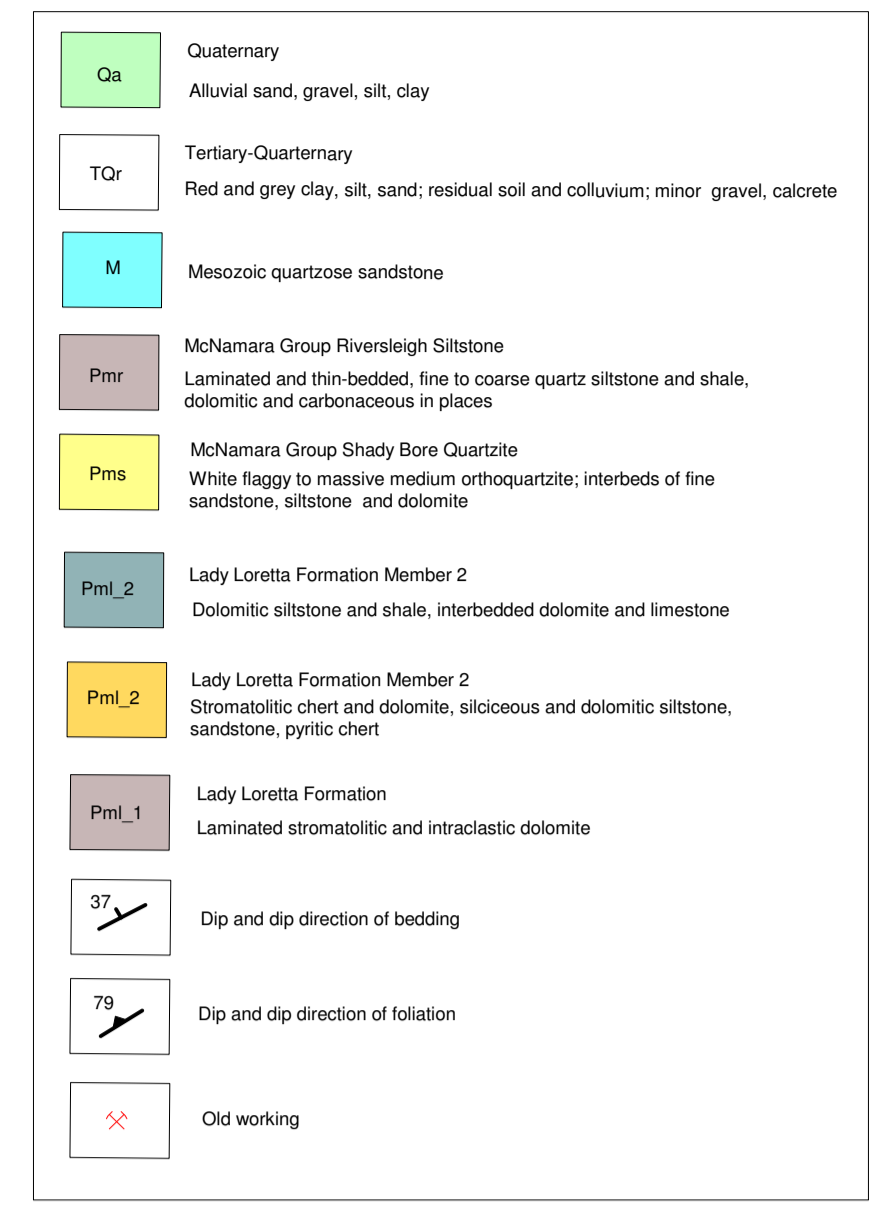 Qa
Quaternary
Alluvial sand, gravel, silt, clay
TQr
Tertiary-Quarternary
Red and grey clay, silt, sand; residual soil and colluvium; minor gravel, calcrete
M
Mesozoic quartzose sandstone
Pmr
McNamara Group Riversleigh Siltstone
Laminated and thin-bedded, fine to coarse quartz siltstone and shale,
dolomitic and carbonaceous in places
Pms
McNamara Group Shady Bore Quartzite
White flaggy to massive medium orthoquartzite; interbeds of fine
sandstone, siltstone and dolomite
Pml_2
Lady Loretta Formation Member 2
Dolomitic siltstone and shale, interbedded dolomite and limestone
Pml_2
Lady Loretta Formation Member 2
Stromatolitic chert and dolomite, silciceous and dolomitic siltstone,
sandstone, pyritic chert
Pml_1
Lady Loretta Formation
Laminated stromatolitic and intraclastic dolomite
37
Dip and dip direction of bedding
79
Dip and dip direction of foliation
Old working